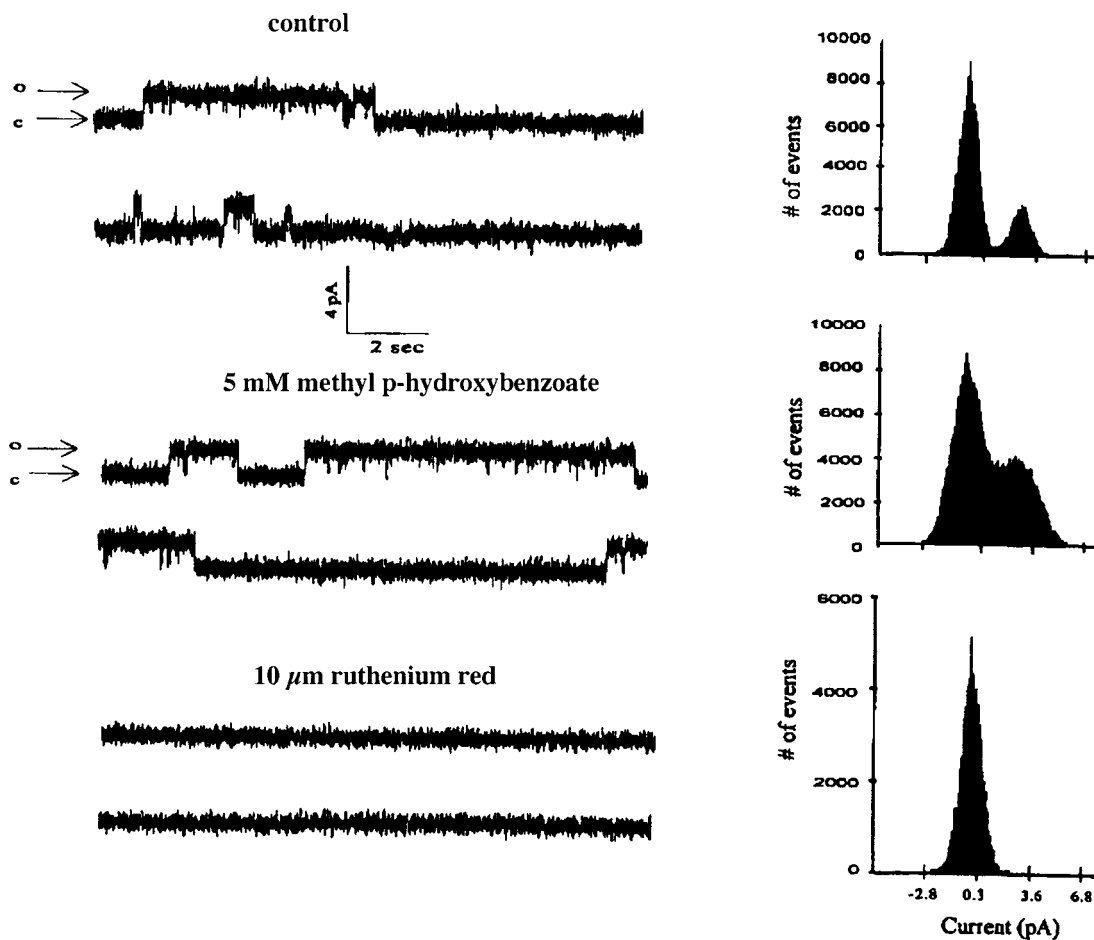 control
o
c
4 pA
2 sec
5 mM methyl p-hydroxybenzoate
o
c
10 µm ruthenium red
10000
8000
6000
4000
2000
0
# of events
10000
8000
6000
4000
2000
0
# of events
6000
4000
2000
0
# of events
-2.8 0.3 3.6 6.8
Current (pA)